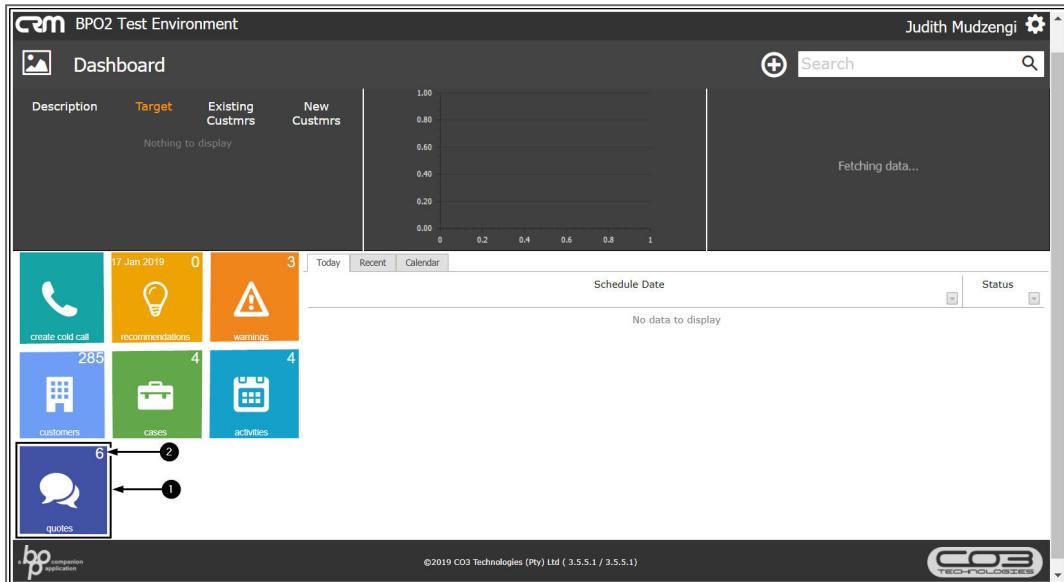 CRM BPO2 Test Environment
Judith Mudzengi
Dashboard
Search
Description Target Existing Custmrs New Custmrs
Nothing to display
1.00
0.80
0.60
0.40
0.20
0.00
0 0.2 0.4 0.6 0.8 1
Fetching data...
create cold call
17 Jan 2019 0
recommendations
3
warnings
285
customers
4
cases
4
activities
6
quotes
2
1
Today Recent Calendar
Schedule Date Status
No data to display
a bpo companion application
©2019 CO3 Technologies (Pty) Ltd ( 3.5.5.1 / 3.5.5.1)
CO3 TECHNOLOGIES